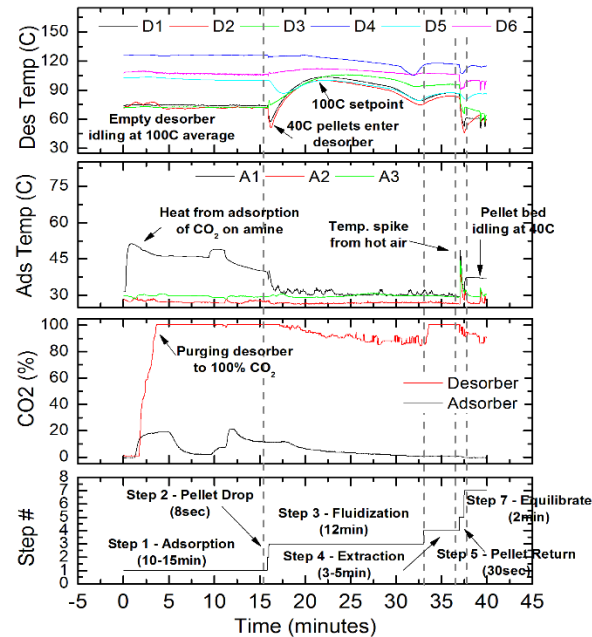 D1 D2 D3 D4 D5 D6
Des Temp (C)
150
120
90
60
30
Empty desorber
idling at 100C average
100C setpoint
40C pellets enter
desorber
A1 A2 A3
Ads Temp (C)
75
60
45
30
Heat from adsorption
of CO2 on amine
Temp. spike
from hot air
Pellet bed
idling at 40C
CO2 (%)
100
80
60
40
20
0
Purging desorber
to 100% CO2
Desorber
Adsorber
Step #
8
7
6
5
4
3
2
1
Step 2 - Pellet Drop
(8sec)
Step 1 - Adsorption
(10-15min)
Step 3 - Fluidization
(12min)
Step 4 - Extraction
(3-5min)
Step 7 - Equilibrate
(2min)
Step 5 - Pellet Return
(30sec)
-5 0 5 10 15 20 25 30 35 40 45
Time (minutes)